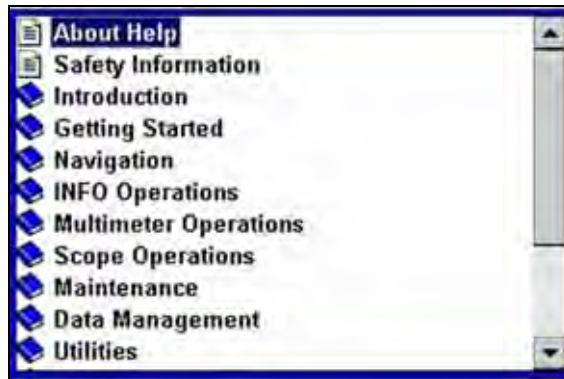 About Help
Safety Information
Introduction
Getting Started
Navigation
INFO Operations
Multimeter Operations
Scope Operations
Maintenance
Data Management
Utilities